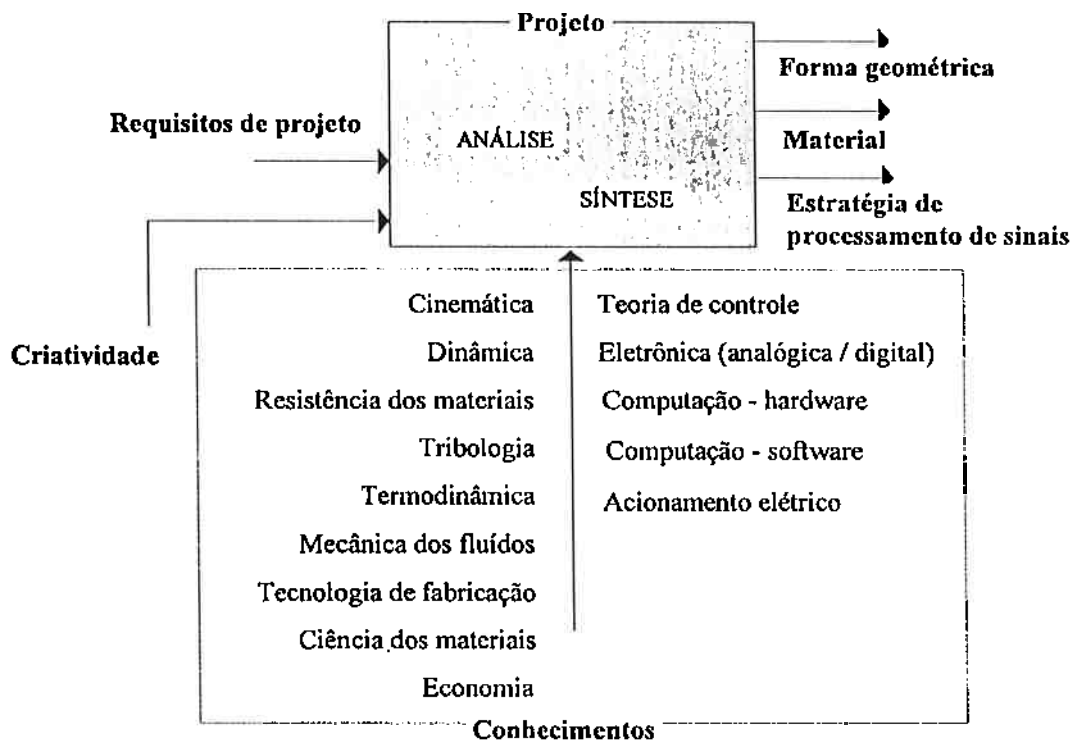 Projeto
Forma geométrica
Requisitos de projeto
ANÁLISE
Material
SÍNTESE
Estratégia de
processamento de sinais
Criatividade
Cinemática
Dinâmica
Resistência dos materiais
Tribologia
Termodinâmica
Mecânica dos fluídos
Tecnologia de fabricação
Ciência dos materiais
Economia
Teoria de controle
Eletrônica (analógica / digital)
Computação - hardware
Computação - software
Acionamento elétrico
Conhecimentos